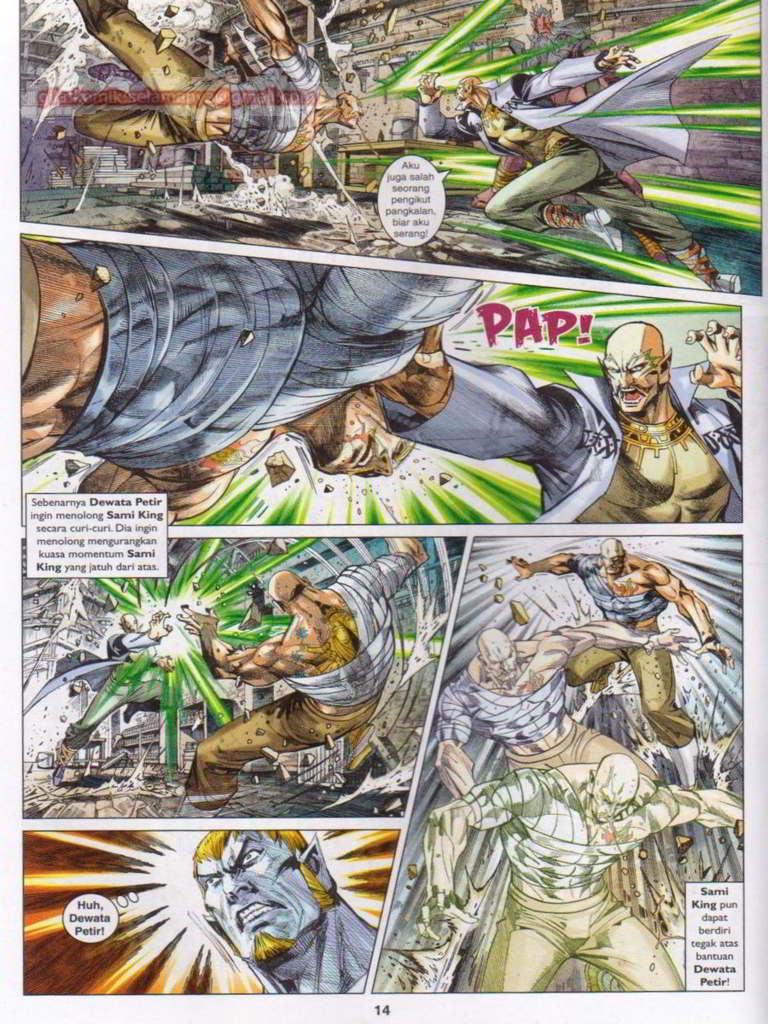 Aku
juga salah
seorang
pengikut
pangkalan,
biar aku
serang!
PAP!
Sebenarnya Dewata Petir
ingin menolong Sami King
secara curi-curi. Dia ingin
menolong mengurangkan
kuasa momentum Sami
King yang jatuh dari atas.
Huh,
Dewata
Petir!
Sami
King pun
dapat
berdiri
tegak atas
bantuan
Dewata
Petir!
14